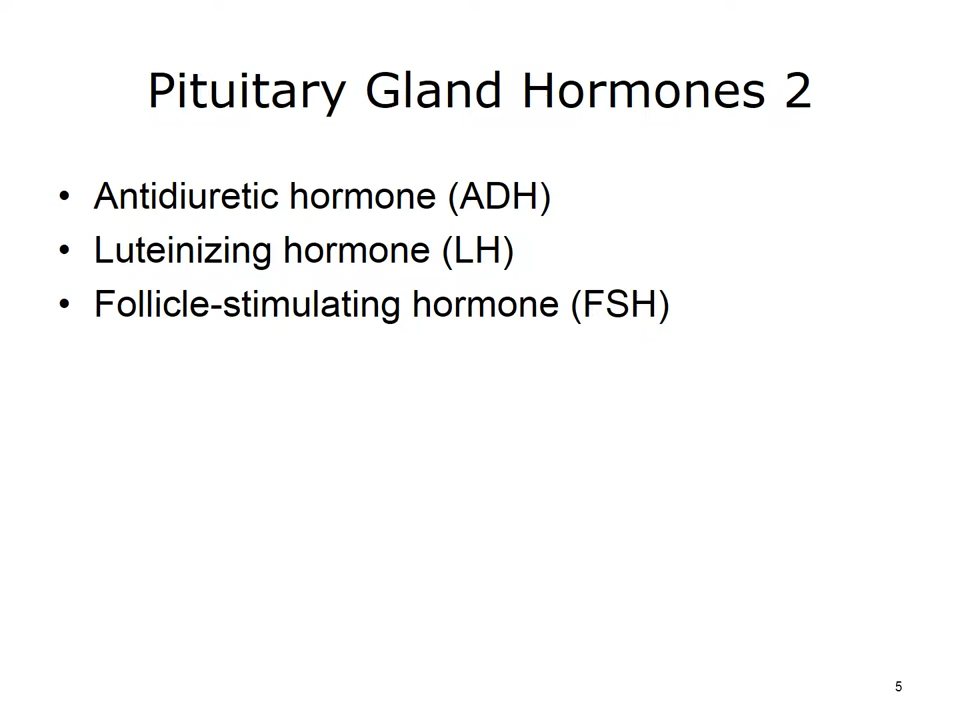 Pituitary Gland Hormones 2
• Antidiuretic hormone (ADH)
• Luteinizing hormone (LH)
• Follicle-stimulating hormone (FSH)
5